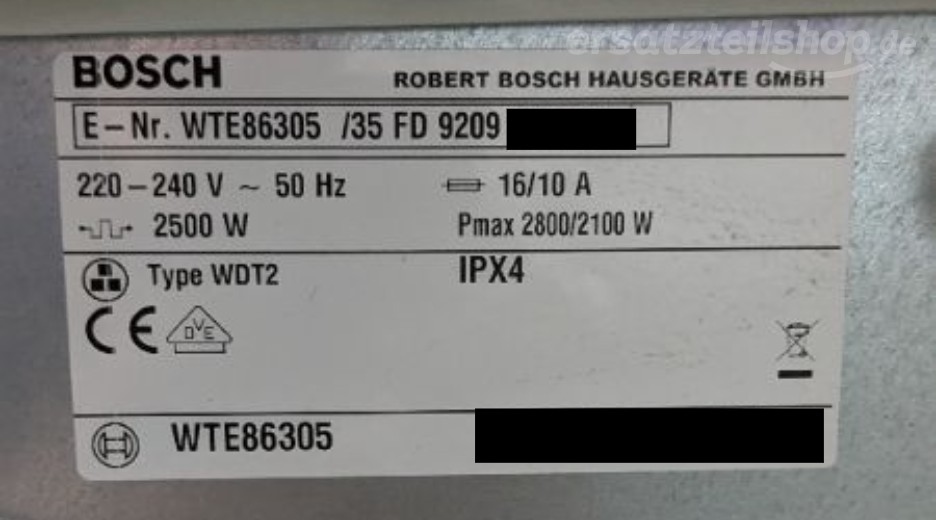 ersatzteilshop.de
BOSCH ROBERT BOSCH HAUSGERÄTE GMBH
E-Nr. WTE86305 /35 FD 9209
220-240 V ~ 50 Hz 16/10 A
2500 W Pmax 2800/2100 W
Type WDT2 IPX4
CE DVE
WTE86305